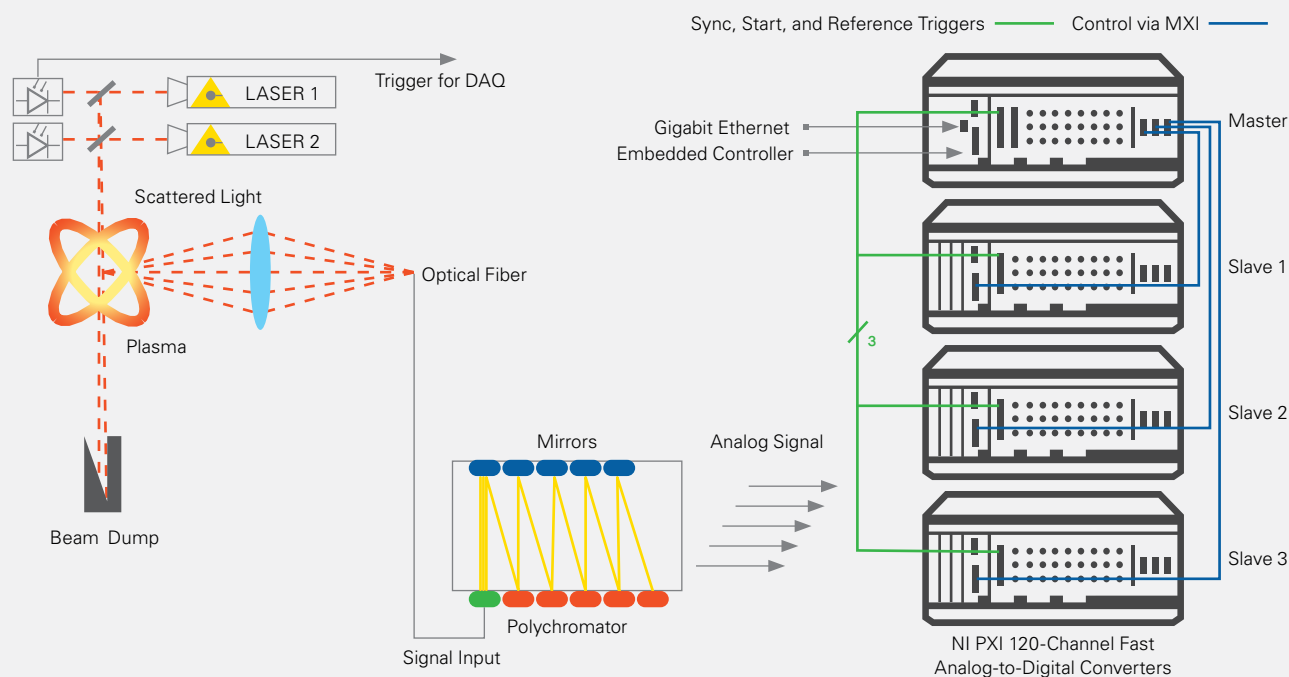 Sync, Start, and Reference Triggers
Control via MXI
Trigger for DAQ
LASER 1
LASER 2
Gigabit Ethernet
Embedded Controller
Master
Scattered Light
Optical Fiber
Plasma
Slave 1
3
Slave 2
Beam Dump
Mirrors
Analog Signal
Slave 3
Polychromator
Signal Input
NI PXI 120-Channel Fast
Analog-to-Digital Converters